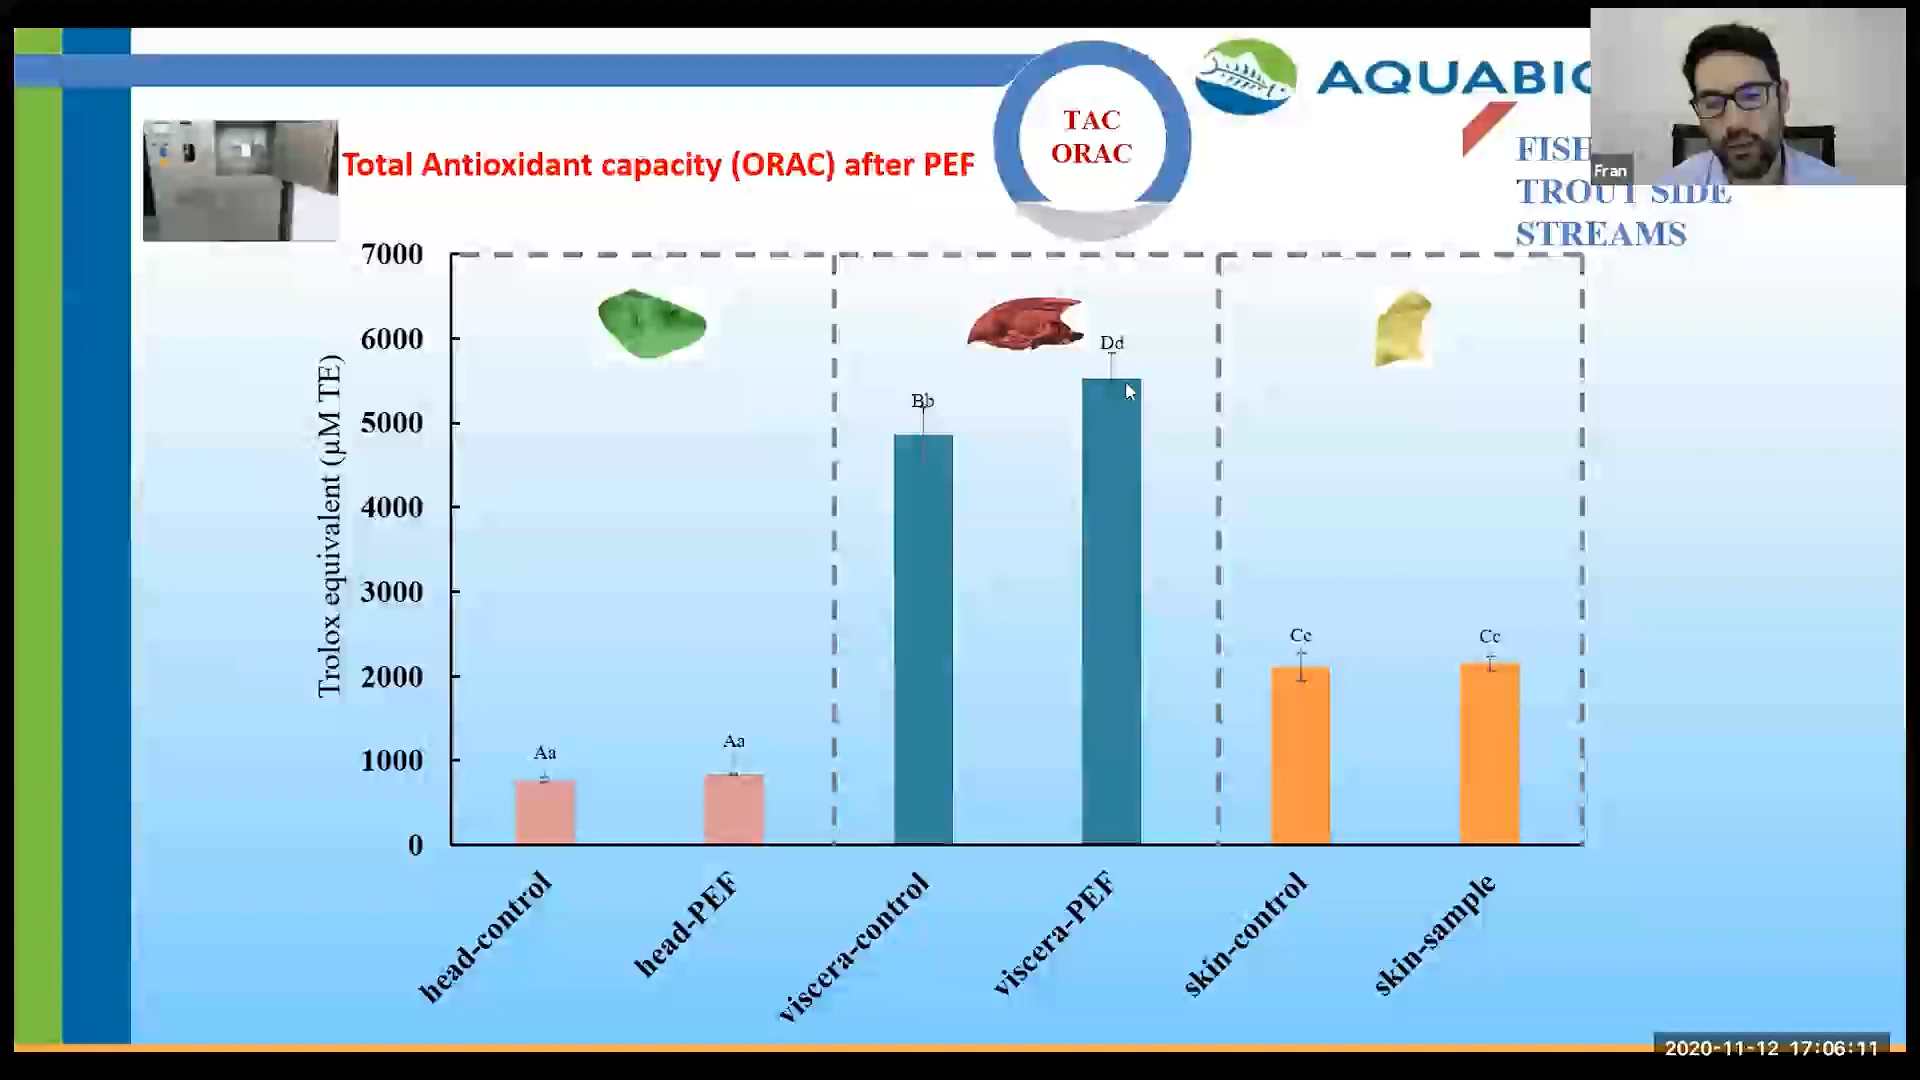 AQUABIO
TAC
ORAC
Total Antioxidant capacity (ORAC) after PEF
Fran
TROUT SIDE
STREAMS
Trolox equivalent (µM TE)
7000
6000
5000
4000
3000
2000
1000
0
Aa
Aa
Bb
Dd
Cc
Cc
head-control
head-PEF
viscera-control
viscera-PEF
skin-control
skin-sample
2020-11-12 17:06:11